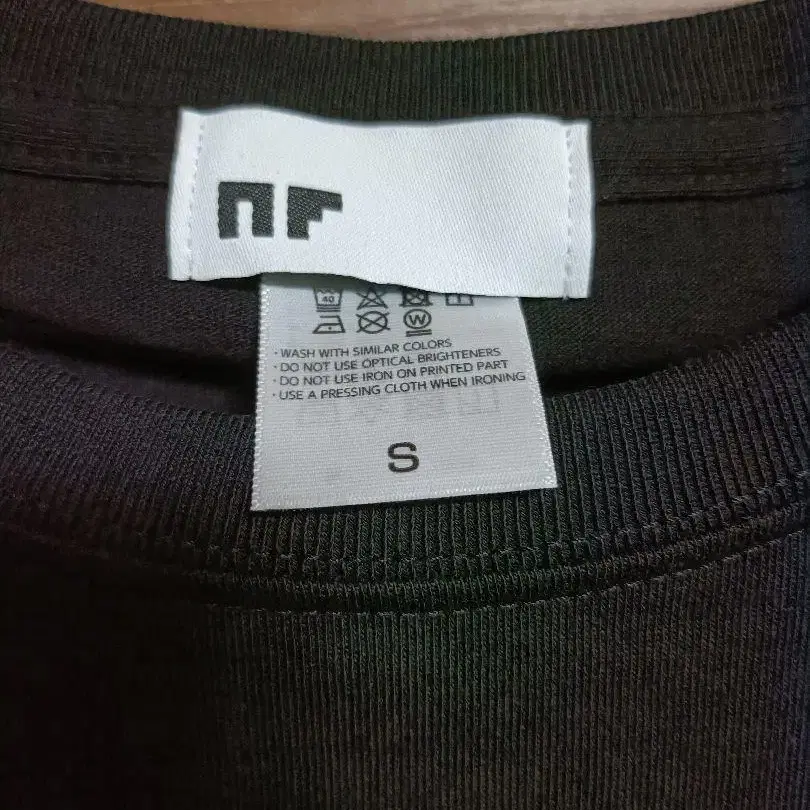 40
W
· WASH WITH SIMILAR COLORS
· DO NOT USE OPTICAL BRIGHTENERS
· DO NOT USE IRON ON PRINTED PART
· USE A PRESSING CLOTH WHEN IRONING
S